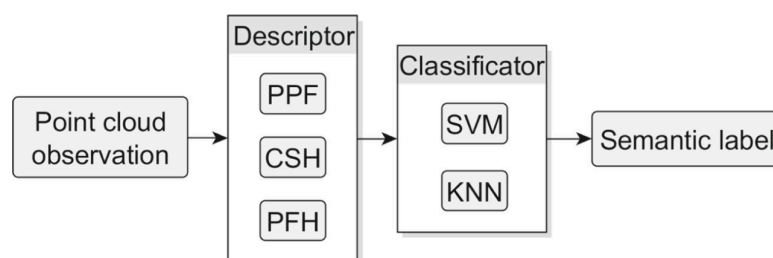 Point cloud
observation
Descriptor
PPF
CSH
PFH
Classificator
SVM
KNN
Semantic label